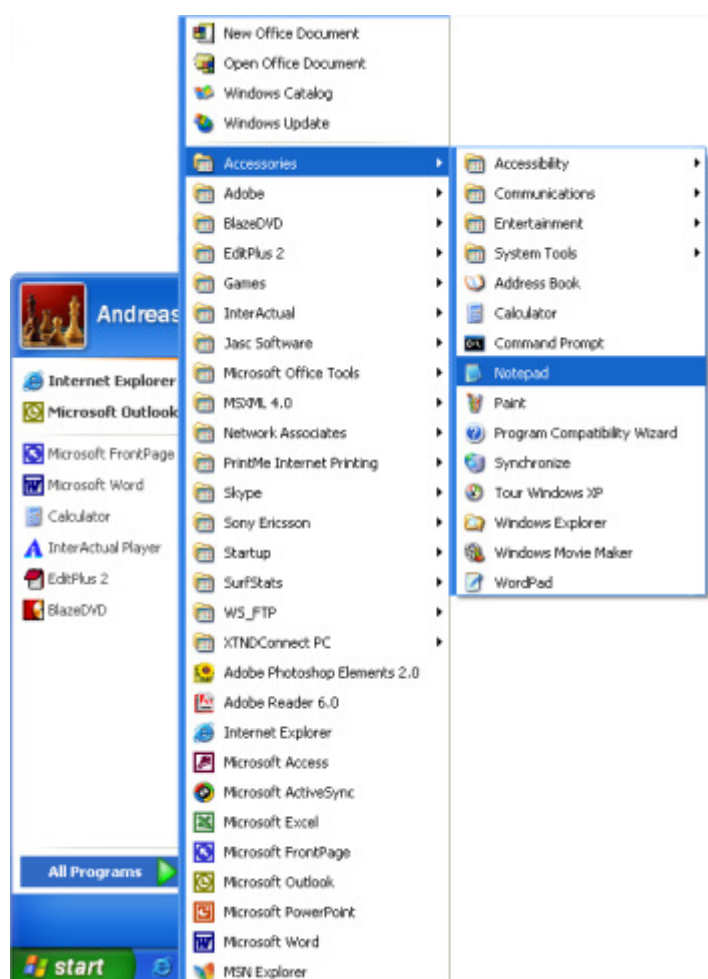 New Office Document
Open Office Document
Windows Catalog
Windows Update
Accessories
Adobe
BlazeDVD
EditPlus 2
Games
InterActual
Jasc Software
Microsoft Office Tools
MSXML 4.0
Network Associates
PrintMe Internet Printing
Skype
Sony Ericsson
Startup
SurfStats
WS_FTP
XTNDConnect PC
Adobe Photoshop Elements 2.0
Adobe Reader 6.0
Internet Explorer
Microsoft Access
Microsoft ActiveSync
Microsoft Excel
Microsoft FrontPage
Microsoft Outlook
Microsoft PowerPoint
Microsoft Word
MSN Explorer
Accessibility
Communications
Entertainment
System Tools
Address Book
Calculator
Command Prompt
Notepad
Paint
Program Compatibility Wizard
Synchronize
Tour Windows XP
Windows Explorer
Windows Movie Maker
WordPad
Andreas
Internet Explorer
Microsoft Outlook
Microsoft FrontPage
Microsoft Word
Calculator
InterActual Player
EditPlus 2
BlazeDVD
All Programs
start